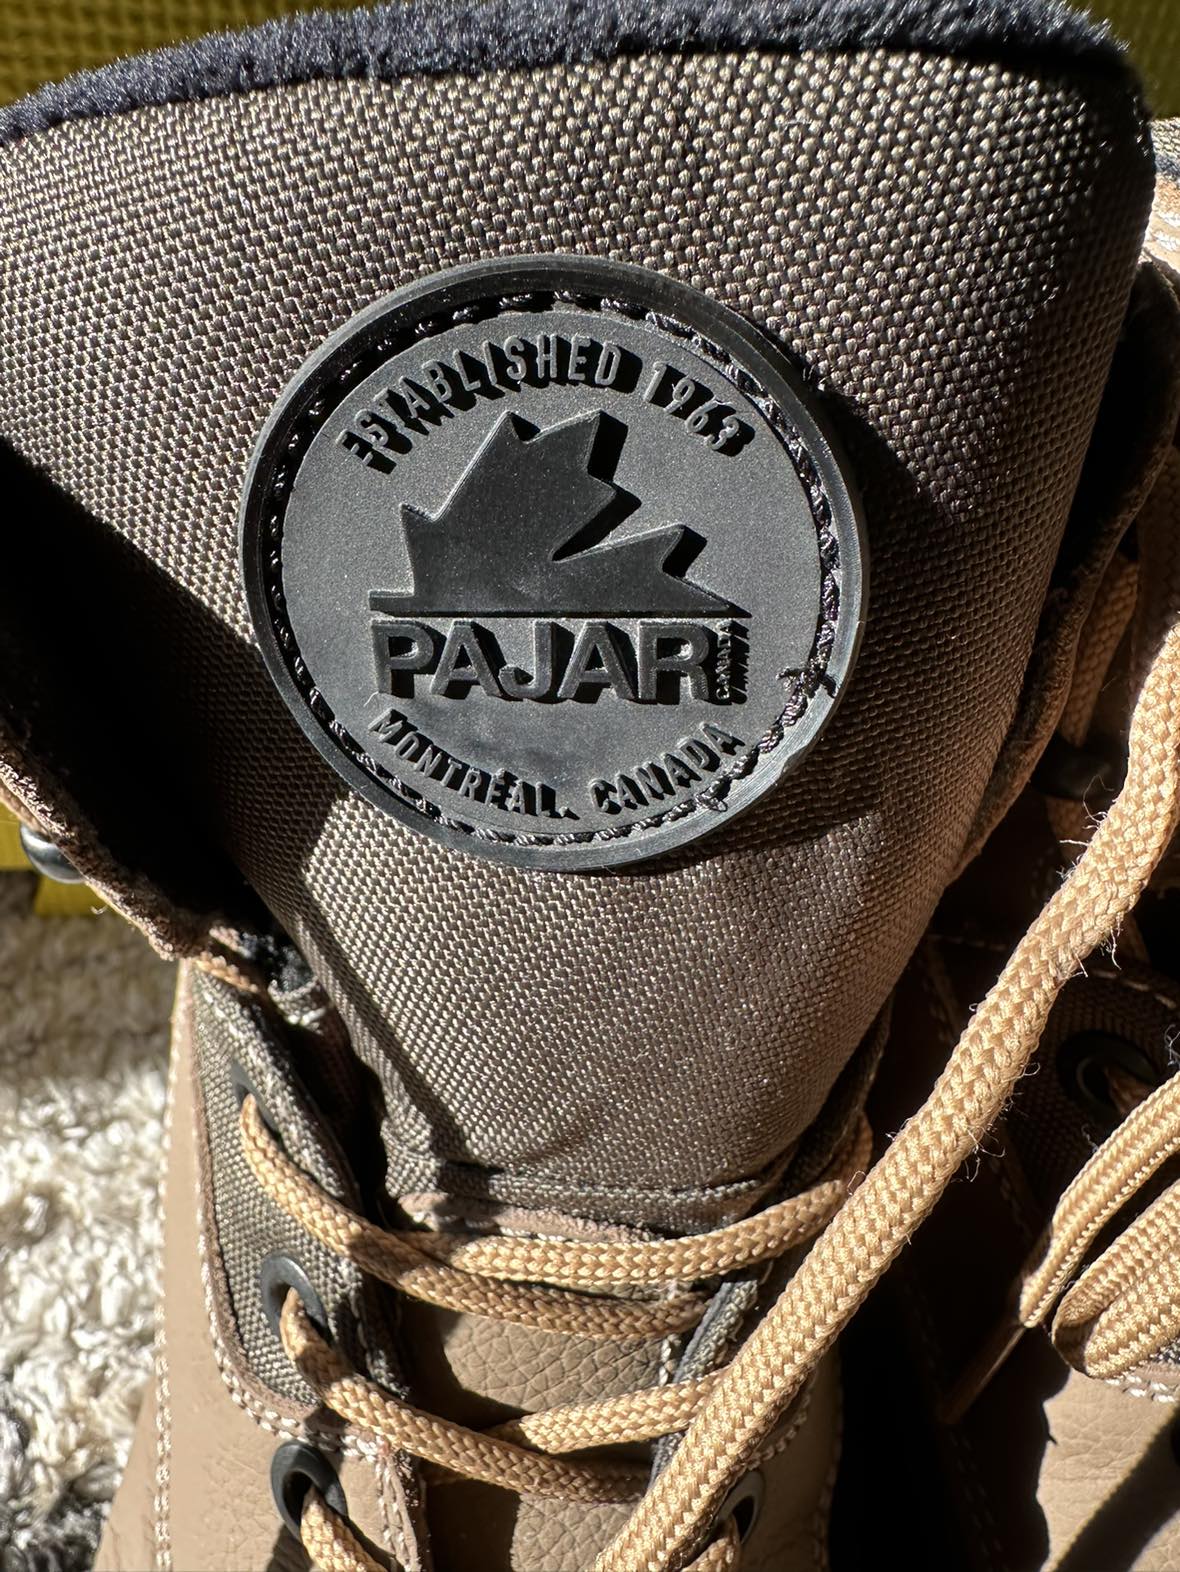 ESTABLISHED 1963
PAJAR CANADA
MONTRÉAL, CANADA